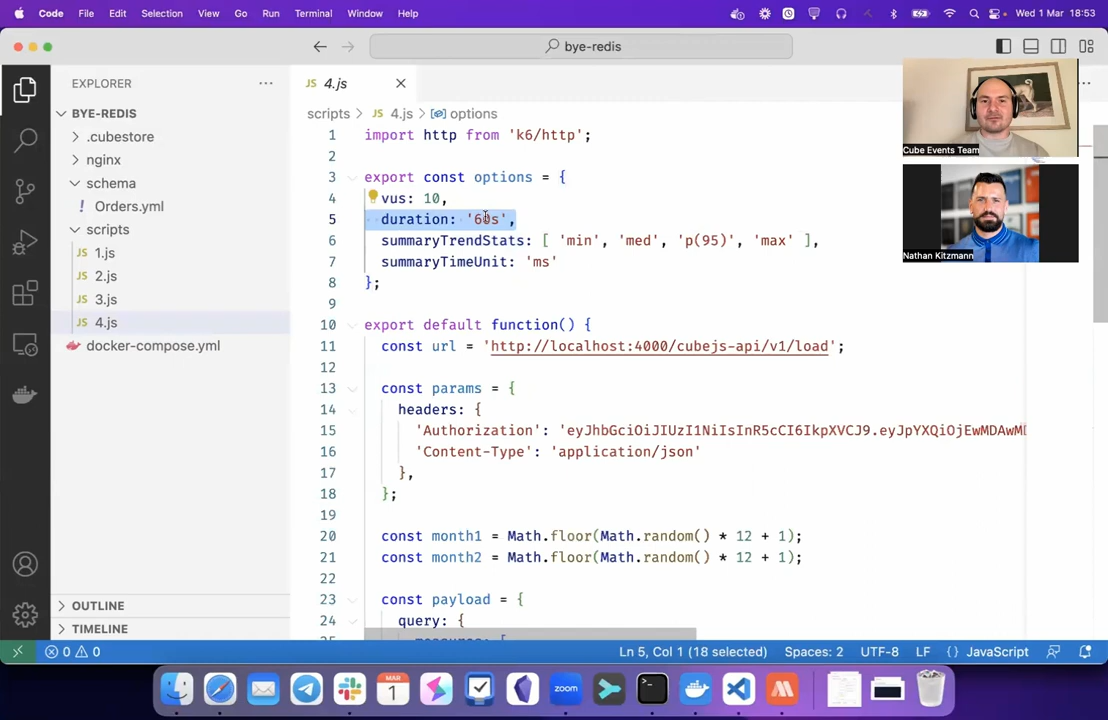 Code File Edit Selection View Go Run Terminal Window Help Wed 1 Mar 18:53
bye-redis
EXPLORER
BYE-REDIS
.cubestore
nginx
schema
Orders.yml
scripts
1.js
2.js
3.js
4.js
docker-compose.yml
OUTLINE
TIMELINE
4.js
scripts > JS 4.js > options
1 import http from 'k6/http';
2
3 export const options = {
4 vus: 10,
5 duration: '60s',
6 summaryTrendStats: [ 'min', 'med', 'p(95)', 'max' ],
7 summaryTimeUnit: 'ms'
8 };
9
10 export default function() {
11 const url = 'http://localhost:4000/cubejs-api/v1/load';
12
13 const params = {
14 headers: {
15 'Authorization': 'eyJhbGciOiJIUzI1NiIsInR5cCI6IkpXVCJ9.eyJpYXQiOjEwMDAwMD
16 'Content-Type': 'application/json'
17 },
18 };
19
20 const month1 = Math.floor(Math.random() * 12 + 1);
21 const month2 = Math.floor(Math.random() * 12 + 1);
22
23 const payload = {
24 query: {
Cube Events Team
Nathan Kitzmann
0 0 Ln 5, Col 1 (18 selected) Spaces: 2 UTF-8 LF {} JavaScript
MAR
1
zoom